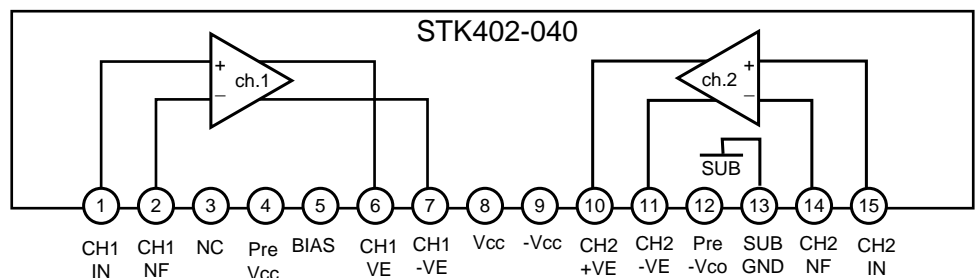 STK402-040
+
−
ch.1
ch.2
+
−
SUB
1 2 3 4 5 6 7 8 9 10 11 12 13 14 15
CH1 CH1 NC Pre BIAS CH1 CH1 Vcc -Vcc CH2 CH2 Pre SUB CH2 CH2
IN NF Vcc VE -VE +VE -VE -Vco GND NF IN